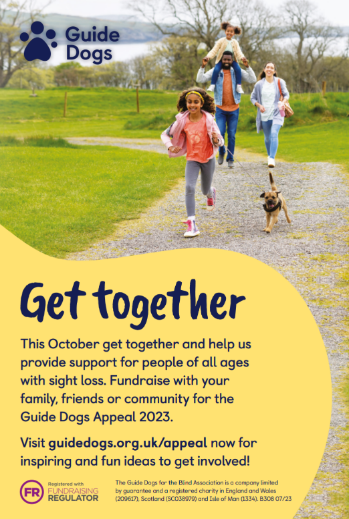 Guide
Dogs
Get together
This October get together and help us
provide support for people of all ages
with sight loss. Fundraise with your
family, friends or community for the
Guide Dogs Appeal 2023.
Visit guidedogs.org.uk/appeal now for
inspiring and fun ideas to get involved!
FR
Registered with
FUNDRAISING
REGULATOR
The Guide Dogs for the Blind Association is a company limited
by guarantee and a registered charity in England and Wales
(209617), Scotland (SC038979) and Isle of Man (1334). B308 07/23